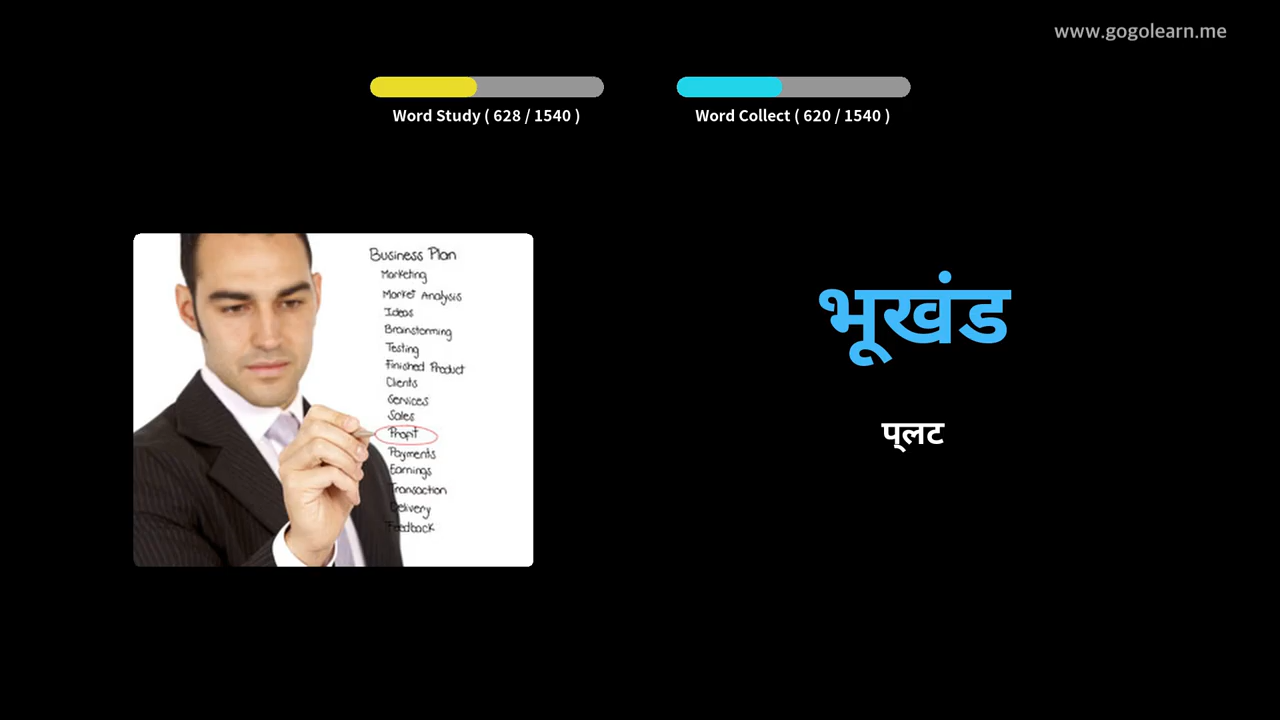 www.gogolearn.me
Word Study ( 628 / 1540 )
Word Collect ( 620 / 1540 )
Business Plan
Marketing
Market Analysis
Ideas
Brainstorming
Testing
Finished Product
Clients
Services
Sales
Profit
Payments
Earnings
Transaction
Delivery
Feedback
भूखंड
प्लट